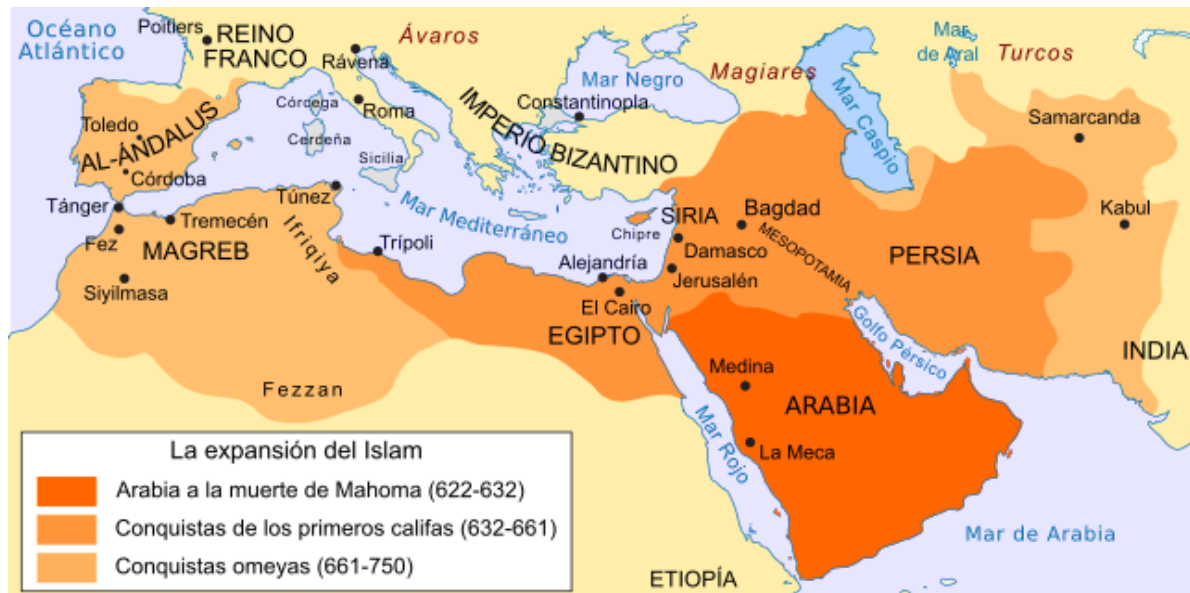 Océano
Atlántico
Poitiers
REINO
FRANCO
Ávaros
Rávena
Mar Negro
Magiares
Mar
de Aral
Turcos
Mar Caspio
Córcega
Roma
Constantinopla
IMPERIO BIZANTINO
Samarcanda
Toledo
AL-ÁNDALUS
Cerdeña
Sicilia
Córdoba
Túnez
Tánger
Tremecén
Mar Mediterráneo
Chipre
SIRIA
Bagdad
Kabul
Fez
MAGREB
Ifriqiya
Trípoli
Damasco
MESOPOTAMIA
PERSIA
Alejandría
Jerusalén
Siyilmasa
El Cairo
EGIPTO
Golfo Pérsico
INDIA
Fezzan
Medina
ARABIA
Mar Rojo
La Meca
Mar de Arabia
ETIOPÍA
La expansión del Islam
Arabia a la muerte de Mahoma (622-632)
Conquistas de los primeros califas (632-661)
Conquistas omeyas (661-750)